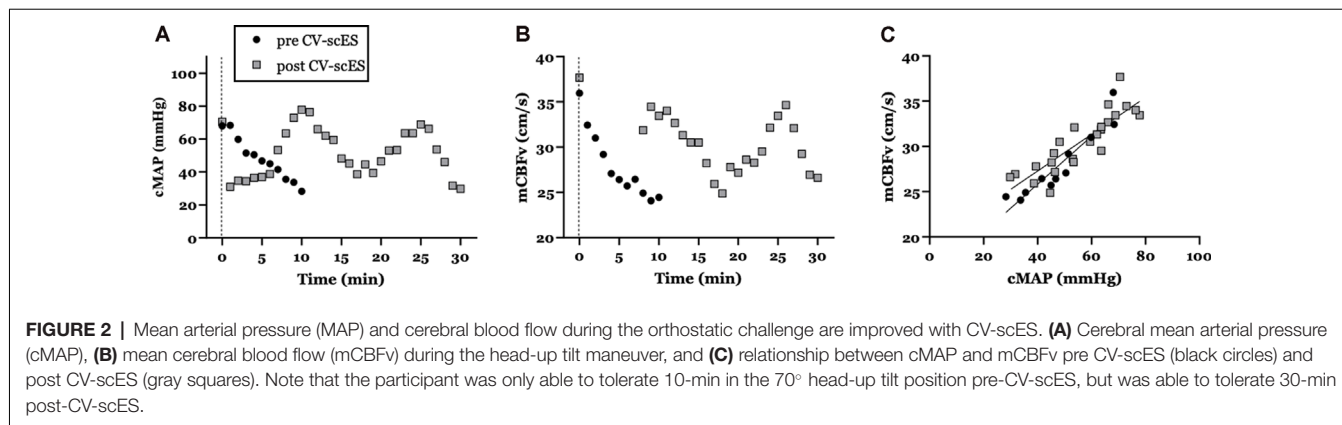 A
pre CV-scES
post CV-scES
100
80
60
40
20
0
cMAP (mmHg)
0 5 10 15 20 25 30
Time (min)
B
40
35
30
25
20
mCBFv (cm/s)
0 5 10 15 20 25 30
Time (min)
C
40
35
30
25
20
mCBFv (cm/s)
0 20 40 60 80 100
cMAP (mmHg)
FIGURE 2 | Mean arterial pressure (MAP) and cerebral blood flow during the orthostatic challenge are improved with CV-scES. (A) Cerebral mean arterial pressure
(cMAP), (B) mean cerebral blood flow (mCBFv) during the head-up tilt maneuver, and (C) relationship between cMAP and mCBFv pre CV-scES (black circles) and
post CV-scES (gray squares). Note that the participant was only able to tolerate 10-min in the 70° head-up tilt position pre-CV-scES, but was able to tolerate 30-min
post-CV-scES.